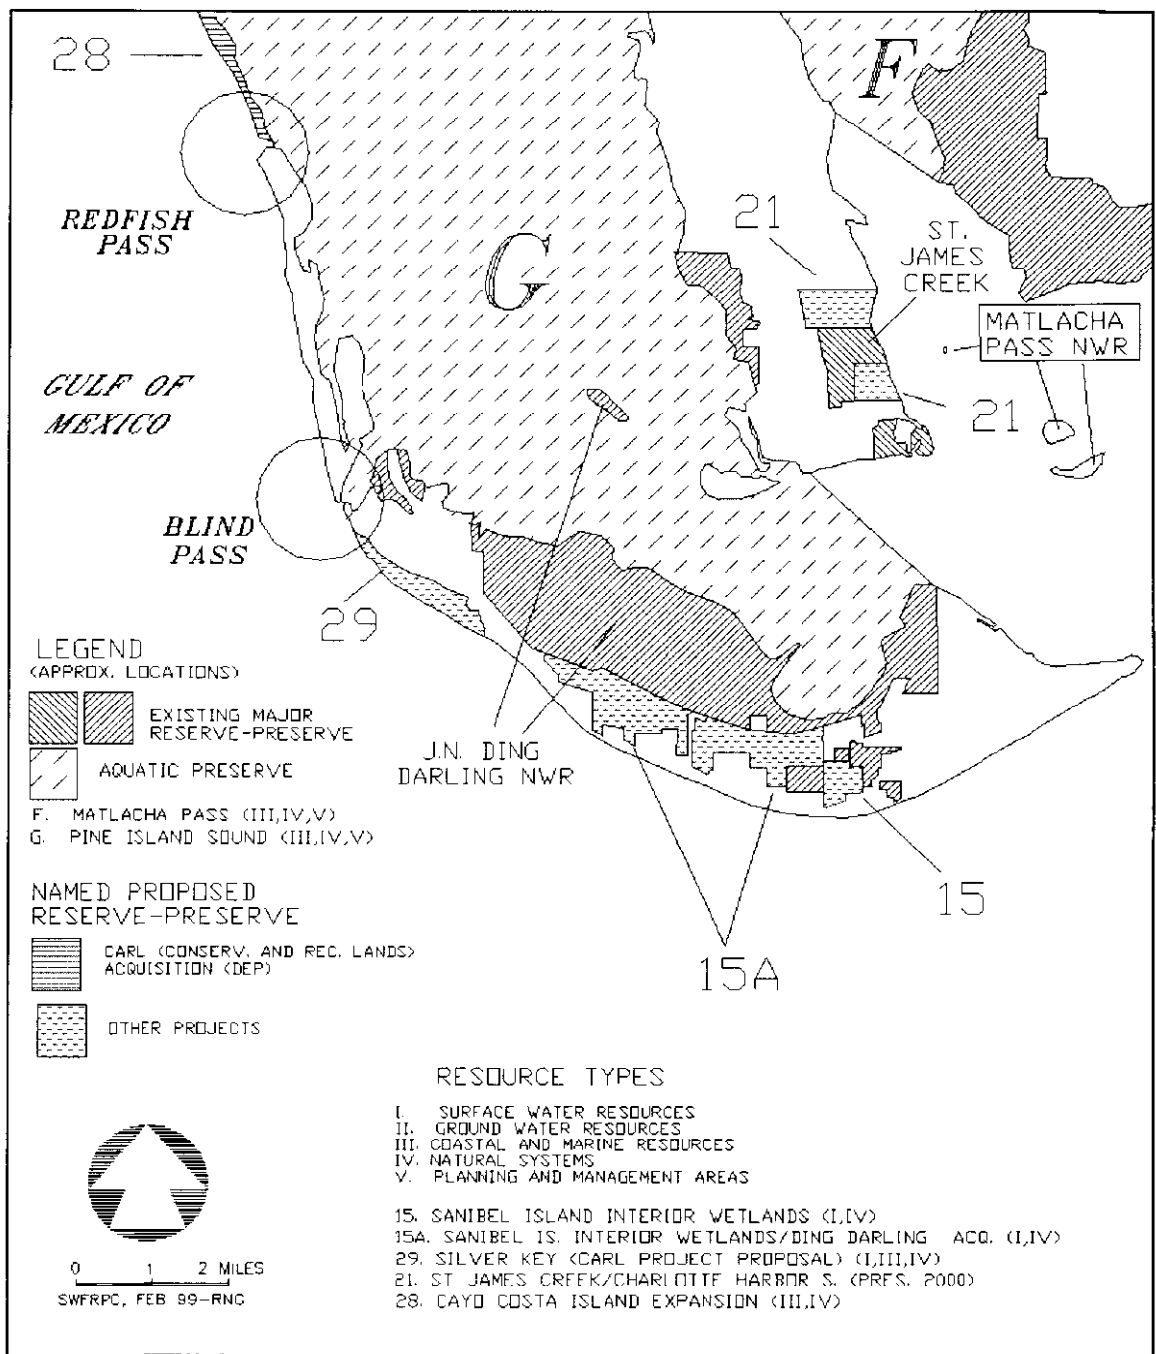 28
F
REDFISH
PASS
21
ST.
JAMES
CREEK
G
MATLACHA
PASS NWR
GULF OF
MEXICO
21
BLIND
PASS
29
LEGEND
(APPROX. LOCATIONS)
EXISTING MAJOR
RESERVE-PRESERVE
AQUATIC PRESERVE
F. MATLACHA PASS (III,IV,V)
G. PINE ISLAND SOUND (III,IV,V)
J.N. DING
DARLING NWR
15
15A
NAMED PROPOSED
RESERVE-PRESERVE
CARL (CONSERV. AND REC. LANDS)
ACQUISITION (DEP)
OTHER PROJECTS
RESOURCE TYPES
I. SURFACE WATER RESOURCES
II. GROUND WATER RESOURCES
III. COASTAL AND MARINE RESOURCES
IV. NATURAL SYSTEMS
V. PLANNING AND MANAGEMENT AREAS
15. SANIBEL ISLAND INTERIOR WETLANDS (I,IV)
15A. SANIBEL IS. INTERIOR WETLANDS/DING DARLING ACQ. (I,IV)
29. SILVER KEY (CARL PROJECT PROPOSAL) (I,III,IV)
21. ST JAMES CREEK/CHARLOTTE HARBOR S. (PRES. 2000)
28. CAYO COSTA ISLAND EXPANSION (III,IV)
0 1 2 MILES
SWFRPC, FEB 99-RNG